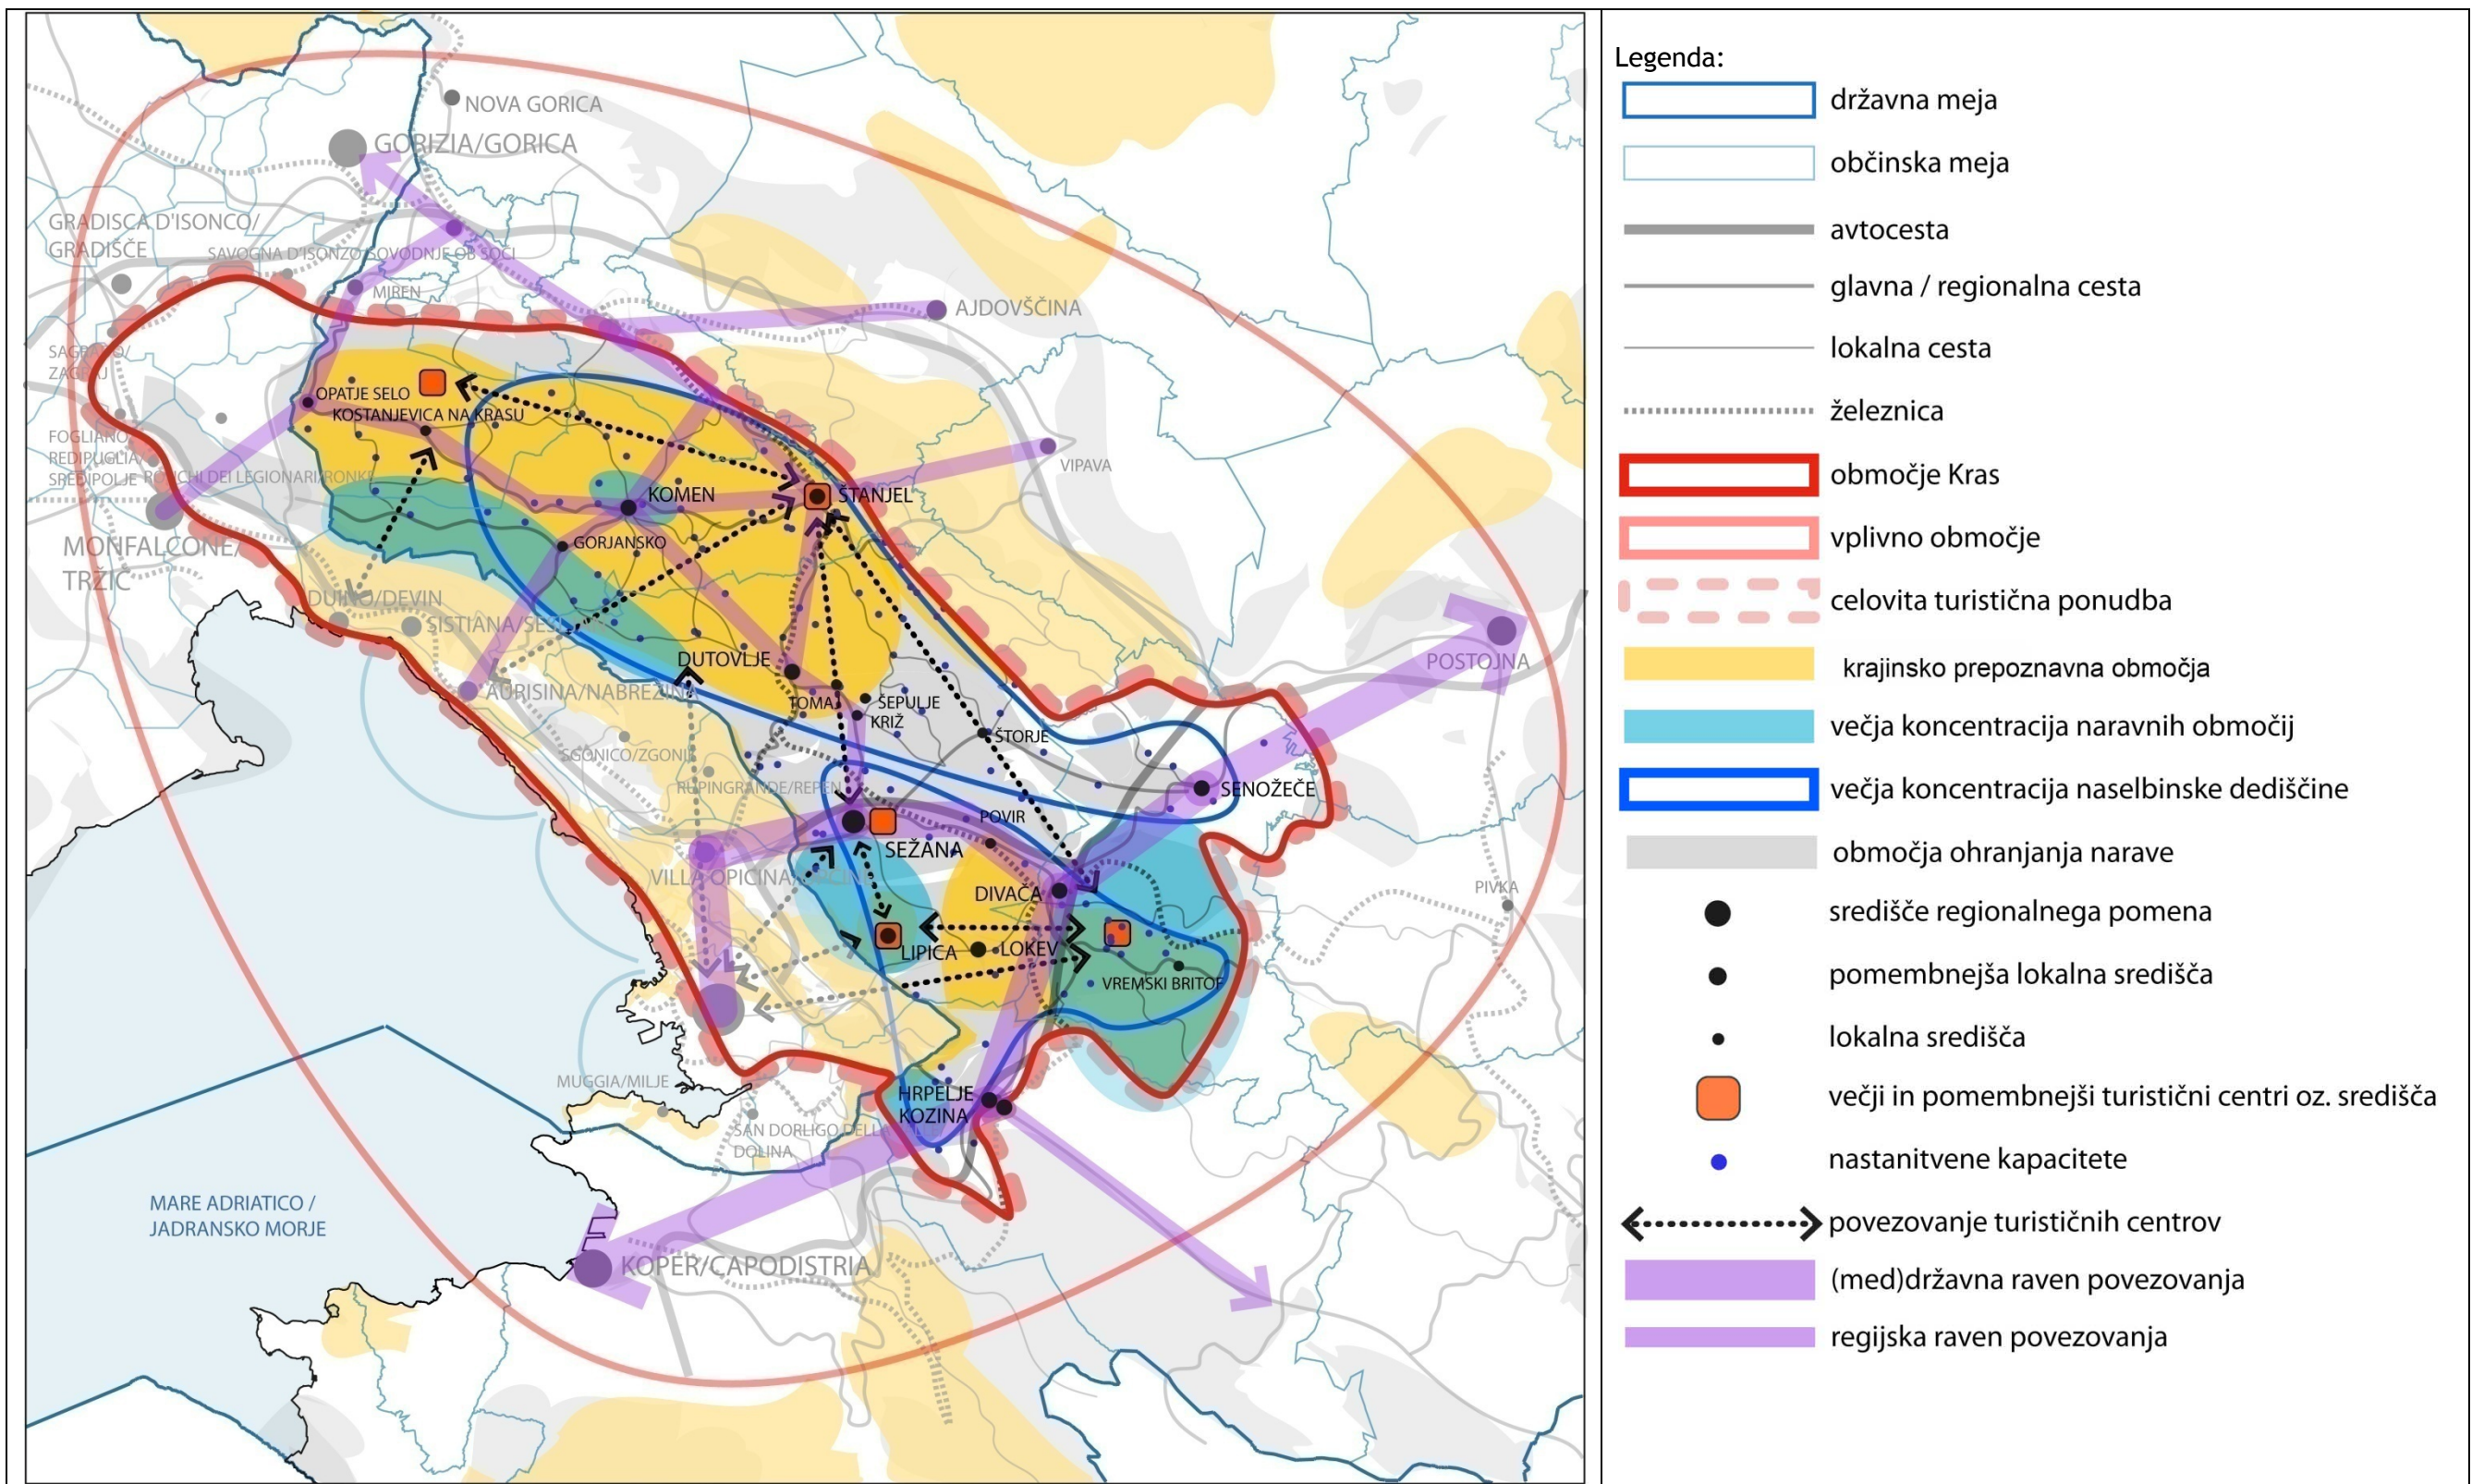 NOVA GORICA
GORIZIA/GORICA
GRADISCA D'ISONCO/
GRADIŠČE
SAVOGNA D'ISONZO SOVODNJE OB SOČI
MIREN
AJDOVŠČINA
SAGRADO/
ZAGRAJ
OPATJE SELO
KOSTANJEVICA NA KRASU
FOGLIANO
REDIPUGLIA/
SREDIPOLJE
RONCHI DEI LEGIONARI/RONKE
VIPAVA
KOMEN
ŠTANJEL
MONFALCONE/
TRŽIČ
GORJANSKO
DUINO/DEVIN
SISTIANA/
POSTOJNA
DUTOVLJE
AURISINA/NABREŽINA
TOMAJ
ŠEPULJE
KRIŽ
ŠTORJE
SGONICO/ZGONIK
RUPINGRANDE/REPEN
SENOŽEČE
POVIR
SEŽANA
VILLA OPICINA/
DIVAČA
PIVKA
LIPICA
LOKEV
VREMSKI BRITOF
MUGGIA/MILJE
HRPELJE
KOZINA
SAN DORLIGO DELLA
DOLINA
MARE ADRIATICO /
JADRANSKO MORJE
KOPER/CAPODISTRIA
Legenda:
državna meja
občinska meja
avtocesta
glavna / regionalna cesta
lokalna cesta
železnica
območje Kras
vplivno območje
celovita turistična ponudba
krajinsko prepoznavna območja
večja koncentracija naravnih območij
večja koncentracija naselbinske dediščine
območja ohranjanja narave
središče regionalnega pomena
pomembnejša lokalna središča
lokalna središča
večji in pomembnejši turistični centri oz. središča
nastanitvene kapacitete
povezovanje turističnih centrov
(med)državna raven povezovanja
regijska raven povezovanja